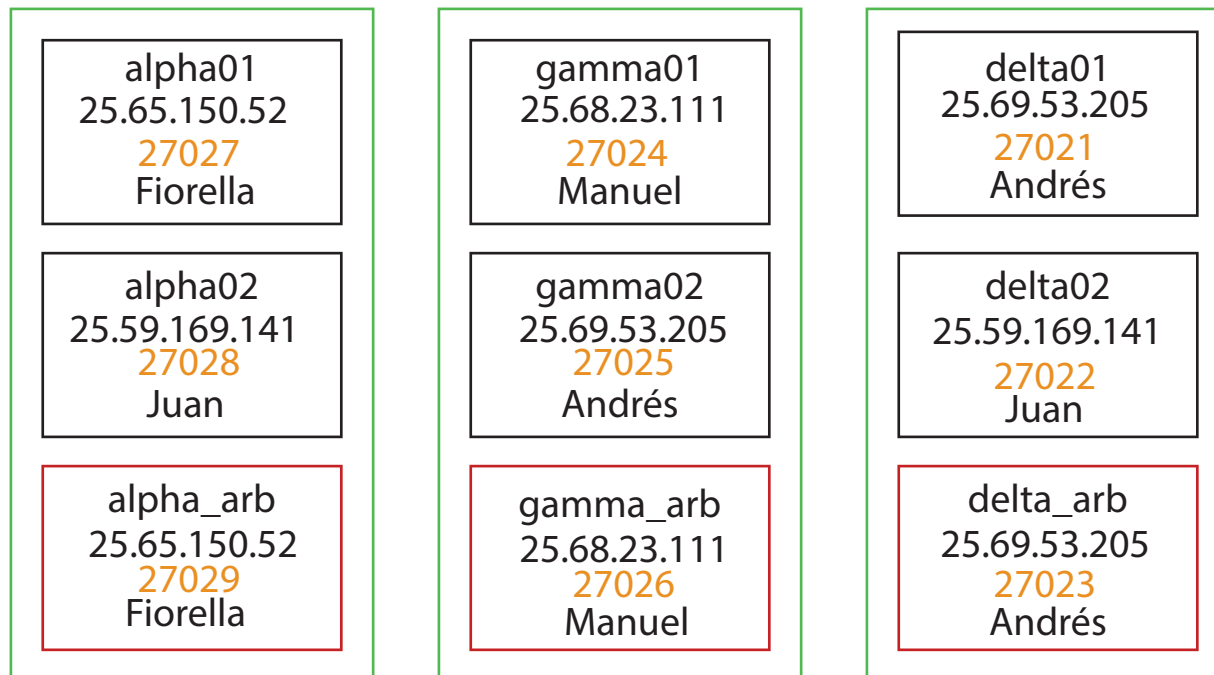 alpha01
25.65.150.52
27027
Fiorella
alpha02
25.59.169.141
27028
Juan
alpha_arb
25.65.150.52
27029
Fiorella
gamma01
25.68.23.111
27024
Manuel
gamma02
25.69.53.205
27025
Andrés
gamma_arb
25.68.23.111
27026
Manuel
delta01
25.69.53.205
27021
Andrés
delta02
25.59.169.141
27022
Juan
delta_arb
25.69.53.205
27023
Andrés